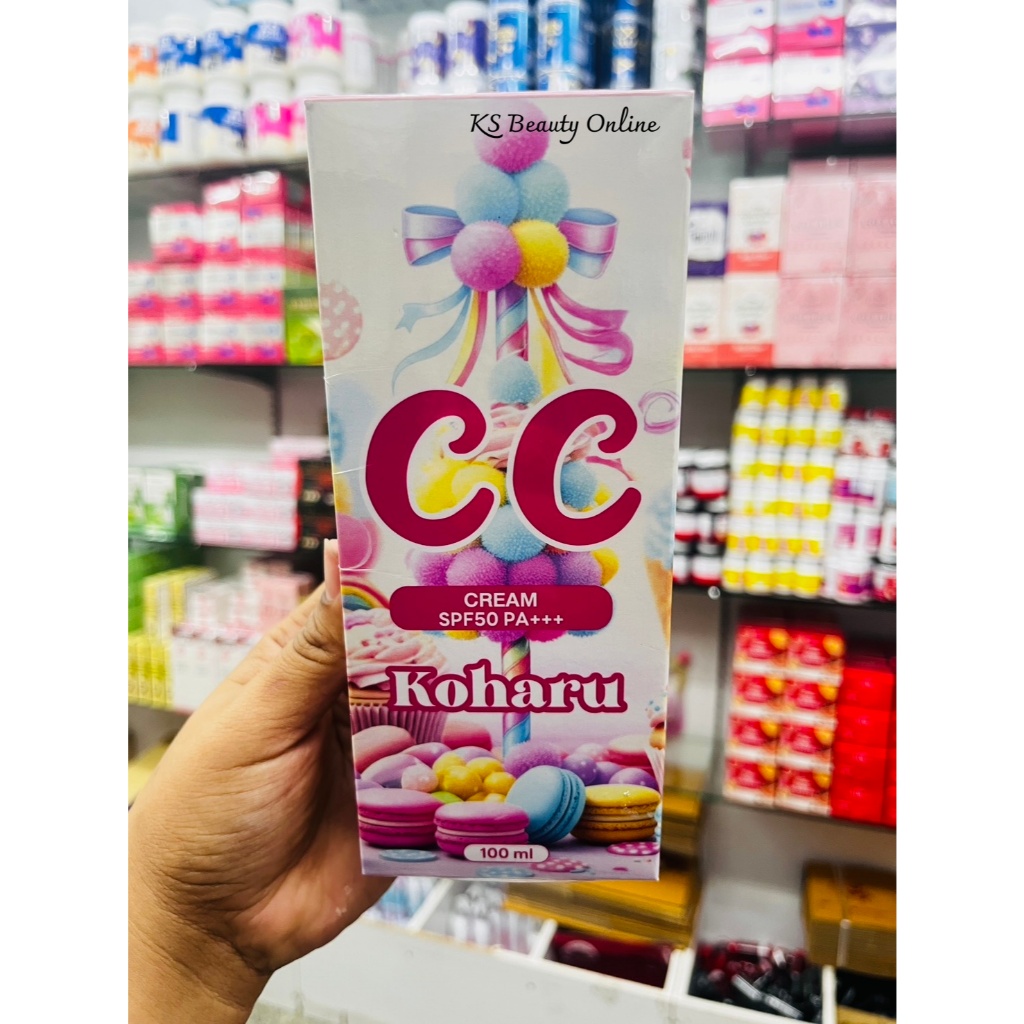 KS Beauty Online
CC
CREAM
SPF50 PA+++
Koharu
100 ml